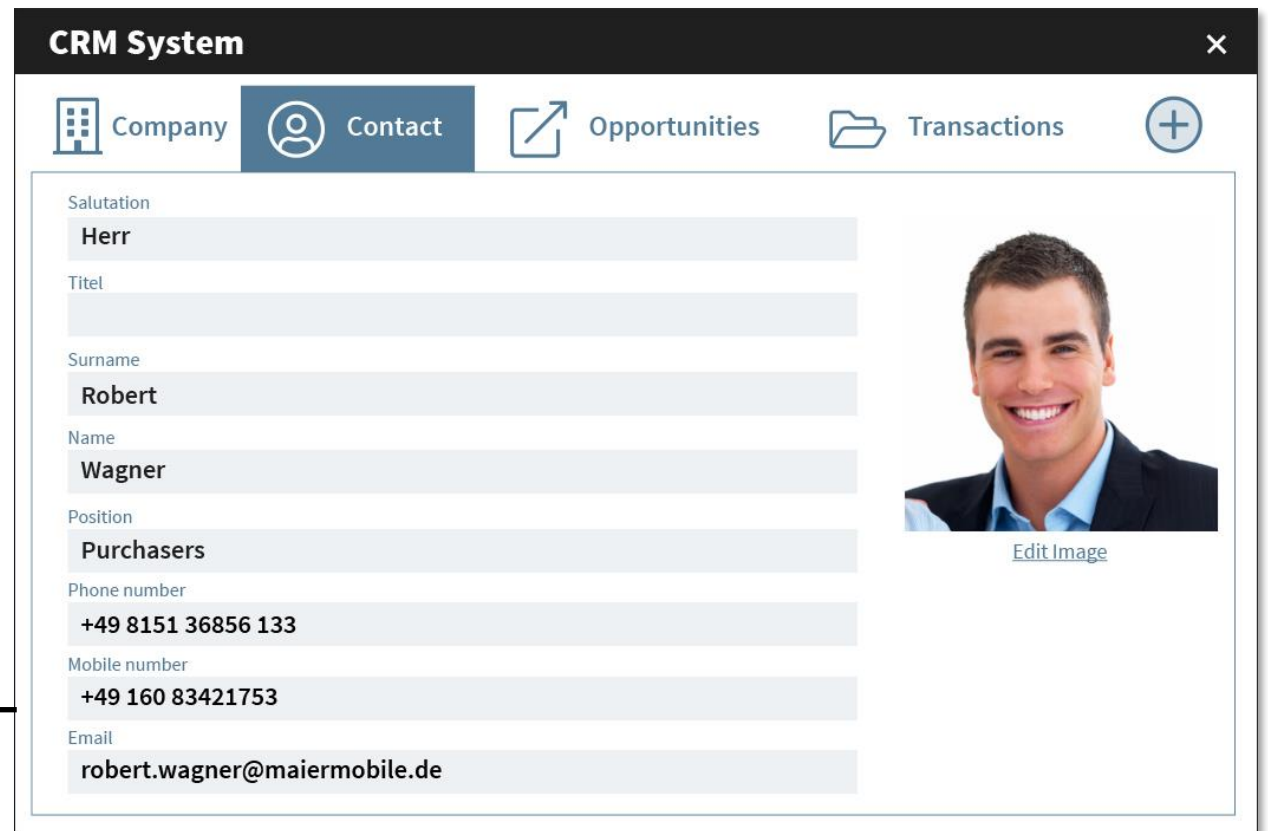 CRM System
Company Contact Opportunities Transactions
Salutation
Herr
Titel
Surname
Robert
Name
Wagner
Position
Purchasers
Edit Image
Phone number
+49 8151 36856 133
Mobile number
+49 160 83421753
Email
robert.wagner@maiermobile.de